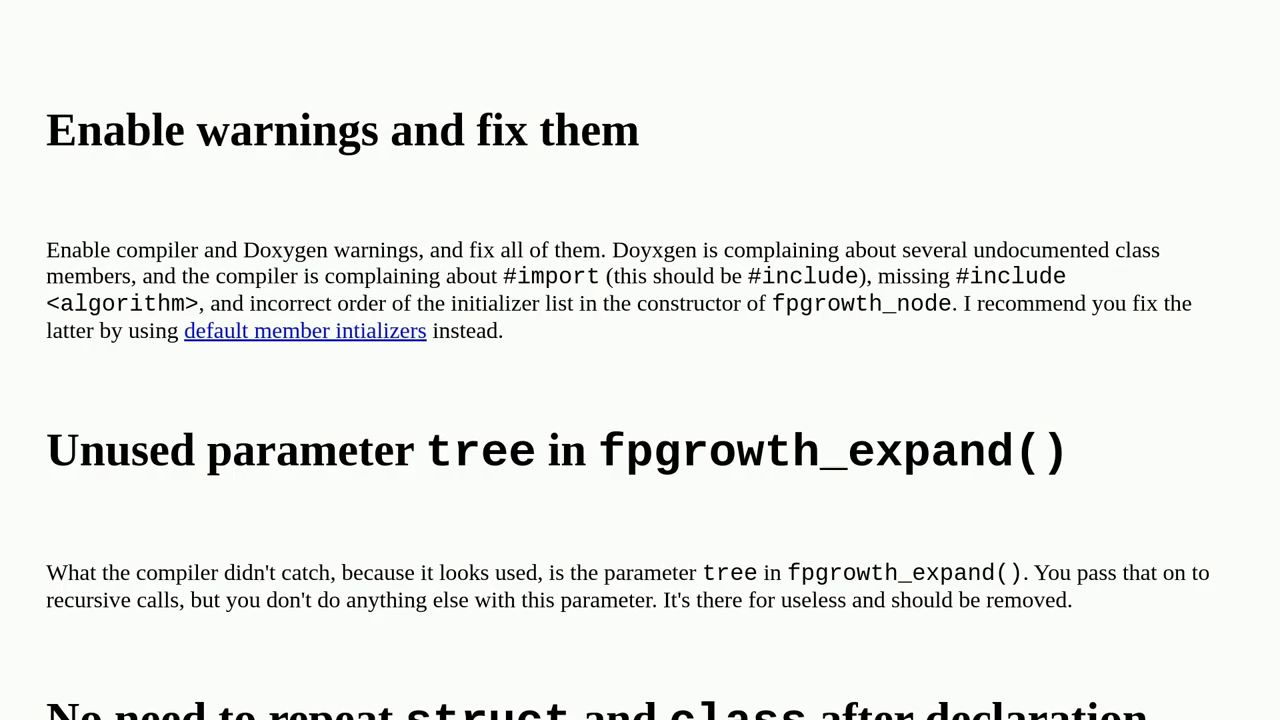 Enable warnings and fix them
Enable compiler and Doxygen warnings, and fix all of them. Doyxgen is complaining about several undocumented class
members, and the compiler is complaining about #import (this should be #include), missing #include
<algorithm>, and incorrect order of the initializer list in the constructor of fpgrowth_node. I recommend you fix the
latter by using default member intializers instead.
Unused parameter tree in fpgrowth_expand()
What the compiler didn't catch, because it looks used, is the parameter tree in fpgrowth_expand(). You pass that on to
recursive calls, but you don't do anything else with this parameter. It's there for useless and should be removed.
No need to repeat struct and class after declaration